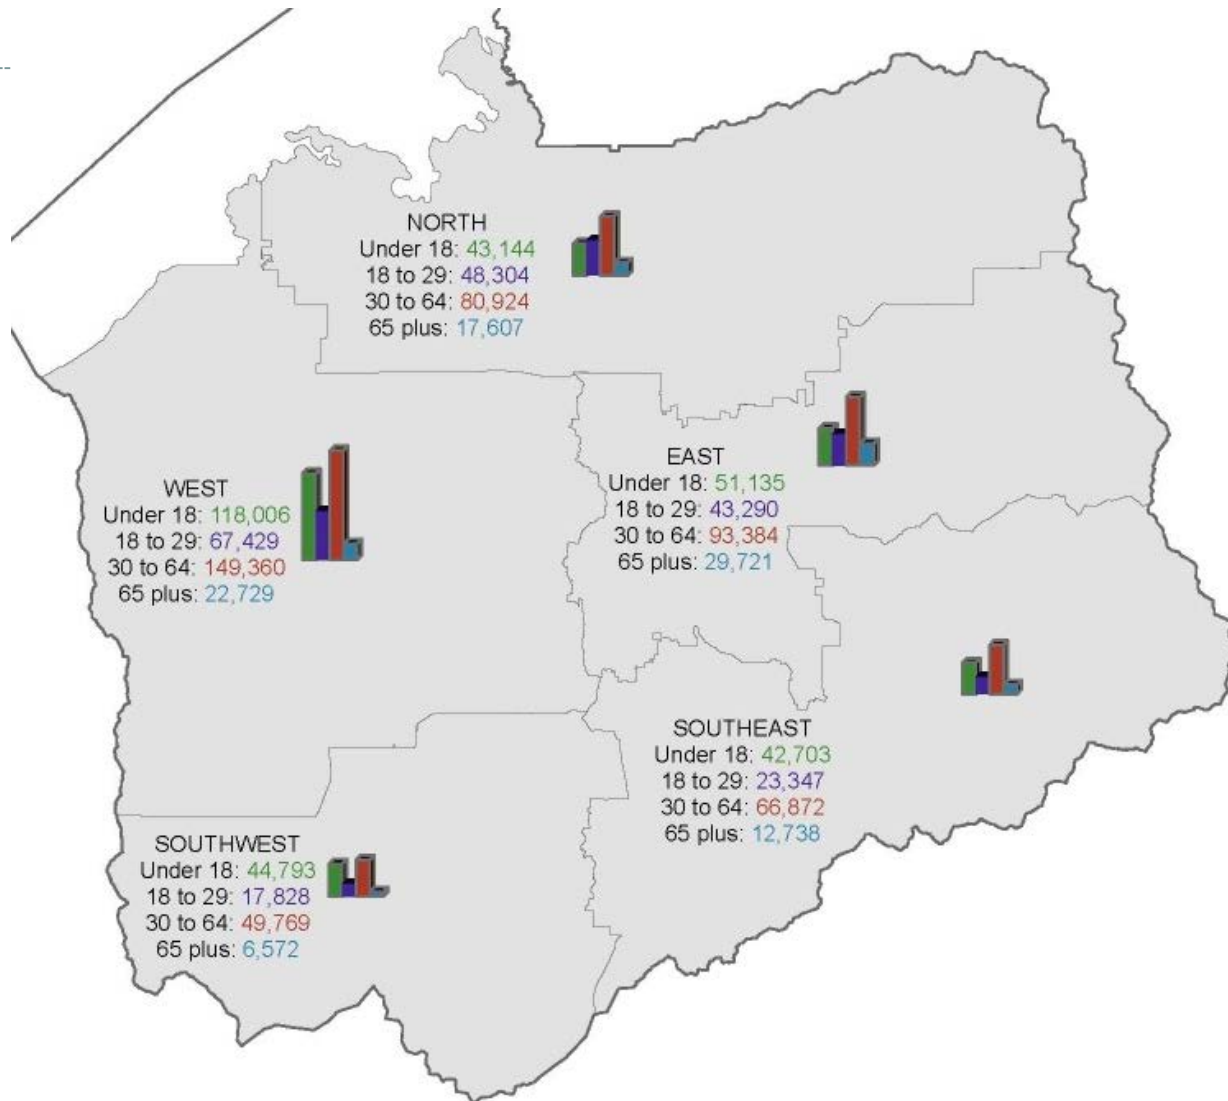 NORTH
Under 18: 43,144
18 to 29: 48,304
30 to 64: 80,924
65 plus: 17,607
EAST
Under 18: 51,135
18 to 29: 43,290
30 to 64: 93,384
65 plus: 29,721
WEST
Under 18: 118,006
18 to 29: 67,429
30 to 64: 149,360
65 plus: 22,729
SOUTHEAST
Under 18: 42,703
18 to 29: 23,347
30 to 64: 66,872
65 plus: 12,738
SOUTHWEST
Under 18: 44,793
18 to 29: 17,828
30 to 64: 49,769
65 plus: 6,572